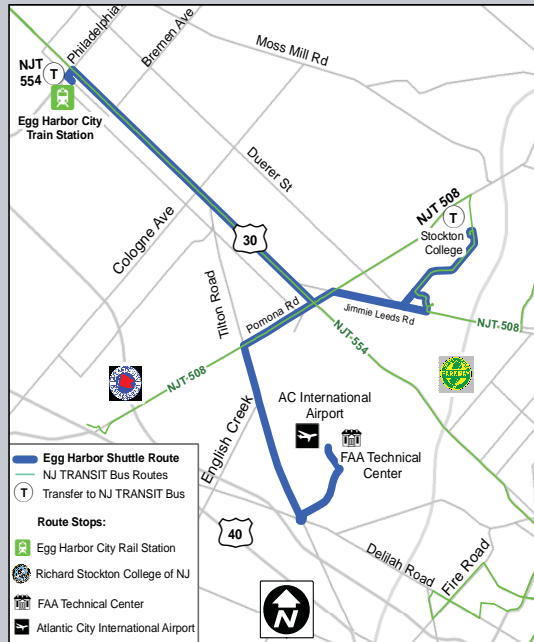 Philadelphia
Bremen Ave
Moss Mill Rd
NJT
554
T
Egg Harbor City
Train Station
Duerer St
Cologne Ave
30
NJT 508
T
Stockton
College
Tilton Road
Pomona Rd
Jimmie Leeds Rd
NJT-508
NJT-554
NJT-508
AC International
Airport
FAA Technical
Center
English Creek
40
Delilah Road
Fire Road
Egg Harbor Shuttle Route
NJ TRANSIT Bus Routes
T Transfer to NJ TRANSIT Bus
Route Stops:
Egg Harbor City Rail Station
Richard Stockton College of NJ
FAA Technical Center
Atlantic City International Airport
N